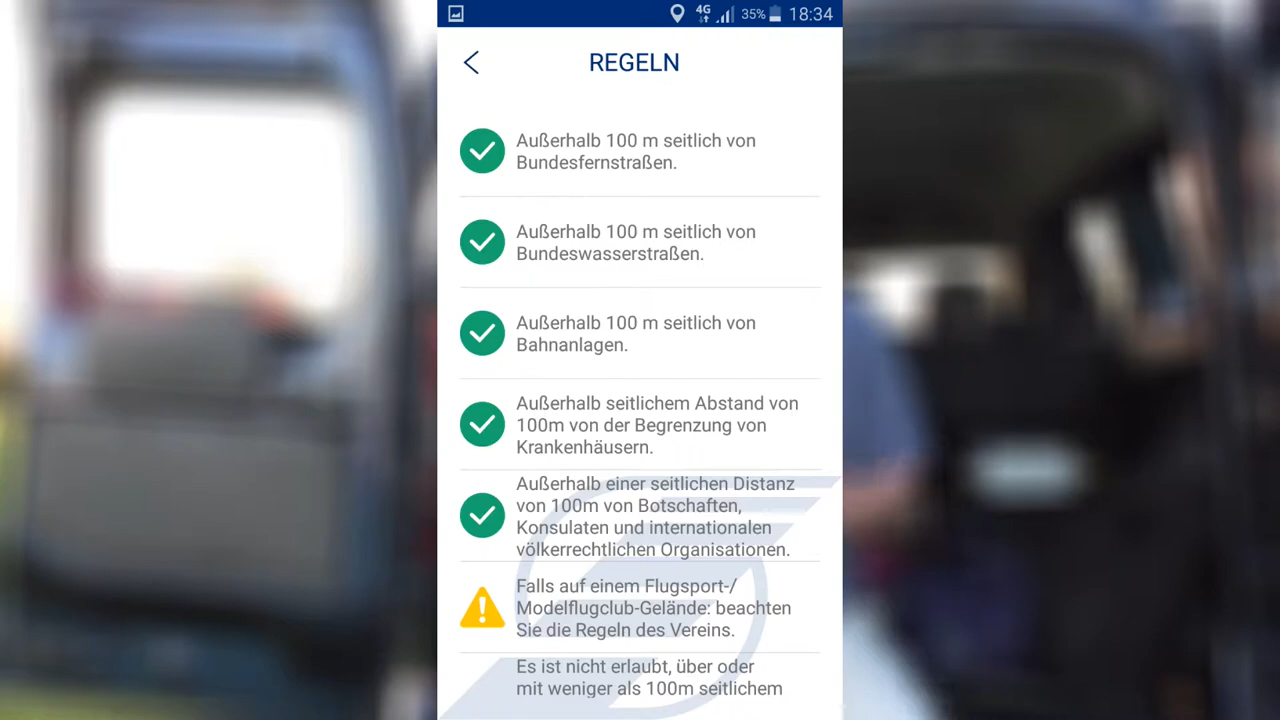 4G 35% 18:34
REGELN
Außerhalb 100 m seitlich von
Bundesfernstraßen.
Außerhalb 100 m seitlich von
Bundeswasserstraßen.
Außerhalb 100 m seitlich von
Bahnanlagen.
Außerhalb seitlichem Abstand von
100m von der Begrenzung von
Krankenhäusern.
Außerhalb einer seitlichen Distanz
von 100m von Botschaften,
Konsulaten und internationalen
völkerrechtlichen Organisationen.
Falls auf einem Flugsport-/
Modelflugclub-Gelände: beachten
Sie die Regeln des Vereins.
Es ist nicht erlaubt, über oder
mit weniger als 100m seitlichem